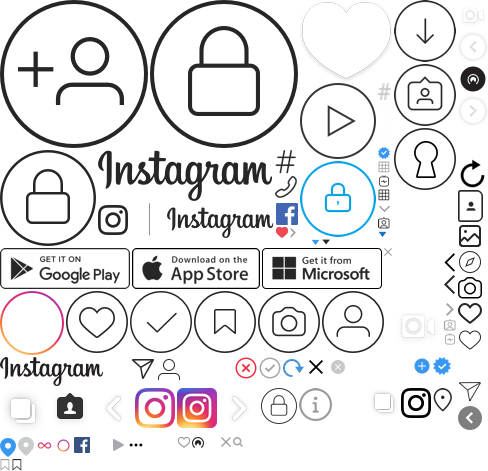 Instagram
#
Instagram
GET IT ON
Google Play
Download on the
App Store
Get it from
Microsoft
Instagram
#